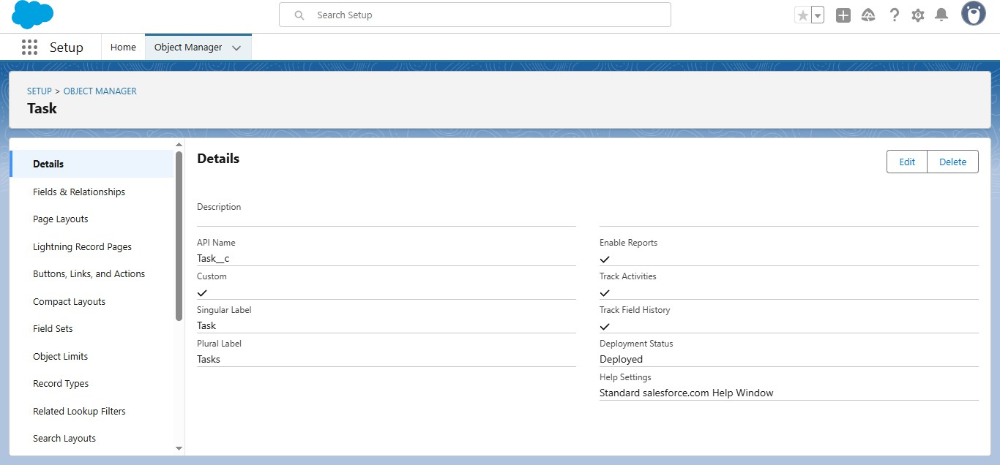 Search Setup
Setup
Home
Object Manager
SETUP > OBJECT MANAGER
Task
Details
Fields & Relationships
Page Layouts
Lightning Record Pages
Buttons, Links, and Actions
Compact Layouts
Field Sets
Object Limits
Record Types
Related Lookup Filters
Search Layouts
Details
Edit
Delete
Description
API Name
Task__c
Custom
Singular Label
Task
Plural Label
Tasks
Enable Reports
Track Activities
Track Field History
Deployment Status
Deployed
Help Settings
Standard salesforce.com Help Window